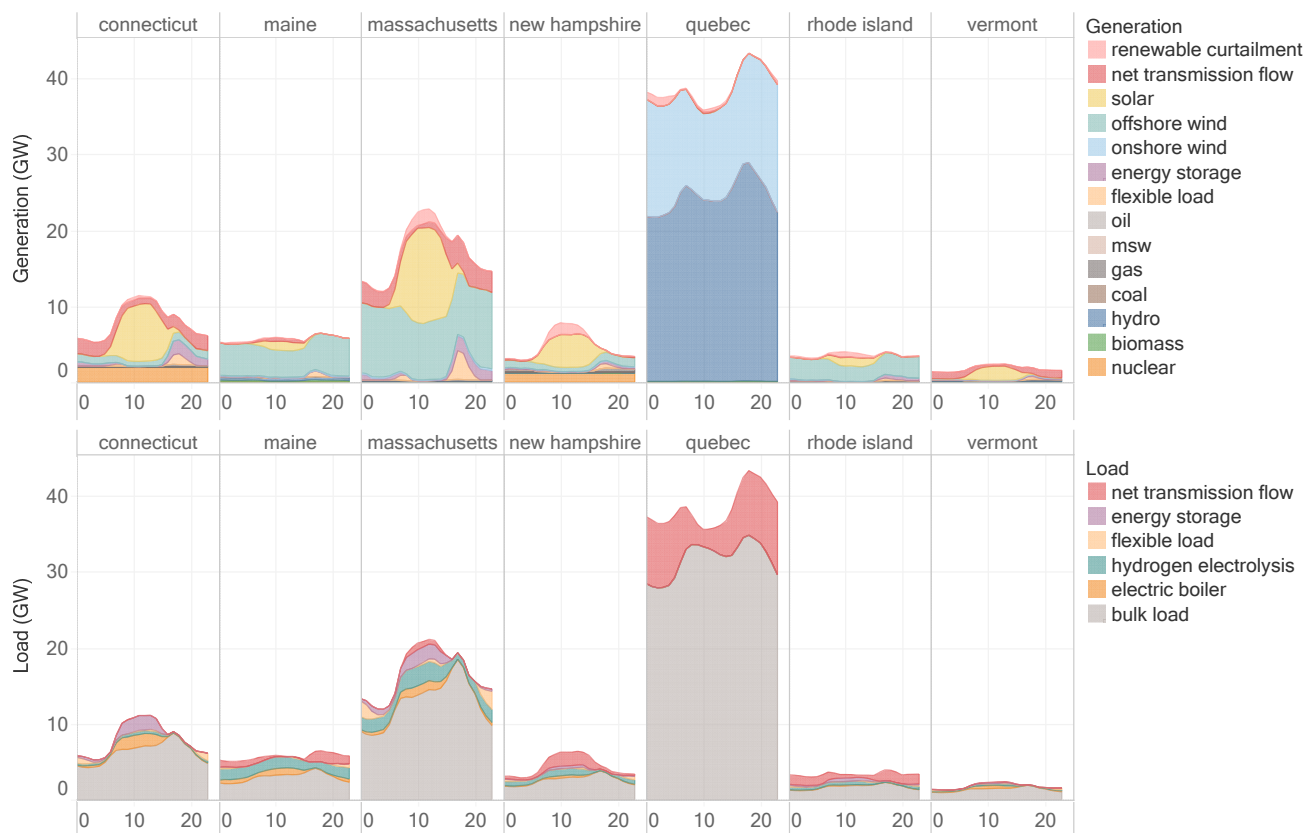 connecticut maine massachusetts new hampshire quebec rhode island vermont
Generation
renewable curtailment
net transmission flow
solar
offshore wind
onshore wind
energy storage
flexible load
oil
msw
gas
coal
hydro
biomass
nuclear
Generation (GW)
40
30
20
10
0
0 10 20 0 10 20 0 10 20 0 10 20 0 10 20 0 10 20 0 10 20
connecticut maine massachusetts new hampshire quebec rhode island vermont
Load
net transmission flow
energy storage
flexible load
hydrogen electrolysis
electric boiler
bulk load
Load (GW)
40
30
20
10
0
0 10 20 0 10 20 0 10 20 0 10 20 0 10 20 0 10 20 0 10 20